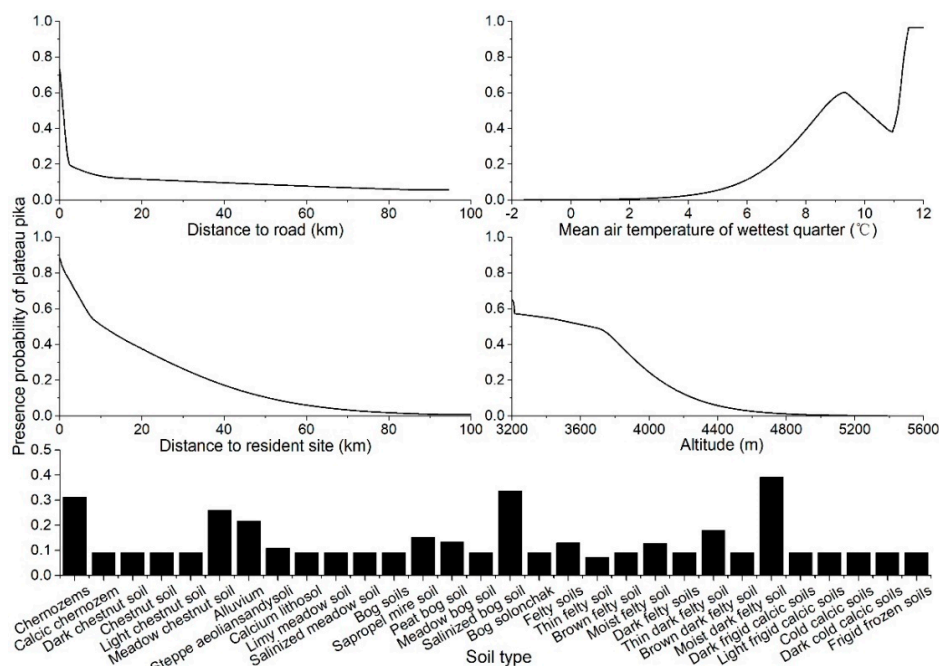 Presence probability of plateau pika
1.0
0.8
0.6
0.4
0.2
0.0
0 20 40 60 80 100
Distance to road (km)
1.0
0.8
0.6
0.4
0.2
0.0
-2 0 2 4 6 8 10 12
Mean air temperature of wettest quarter (℃)
1.0
0.8
0.6
0.4
0.2
0.0
0 20 40 60 80 100
Distance to resident site (km)
1.0
0.8
0.6
0.4
0.2
0.0
3200 3600 4000 4400 4800 5200 5600
Altitude (m)
0.5
0.4
0.3
0.2
0.1
0.0
Chernozems
Calcic chernozem
Dark chestnut soil
Chestnut soil
Light chestnut soil
Meadow chestnut soil
Alluvium
Steppe aeoliansandysoil
Calcium lithosol
Limy meadow soil
Salinized meadow soil
Bog soils
Sapropel mire soil
Peat bog soil
Meadow bog soil
Salinized bog soil
Bog solonchak
Felty soils
Thin felty soil
Brown felty soil
Moist felty soil
Dark felty soils
Thin dark felty soil
Brown dark felty soil
Moist dark felty soil
Dark frigid calcic soils
Light frigid calcic soils
Cold calcic soils
Dark cold calcic soils
Frigid frozen soils
Soil type